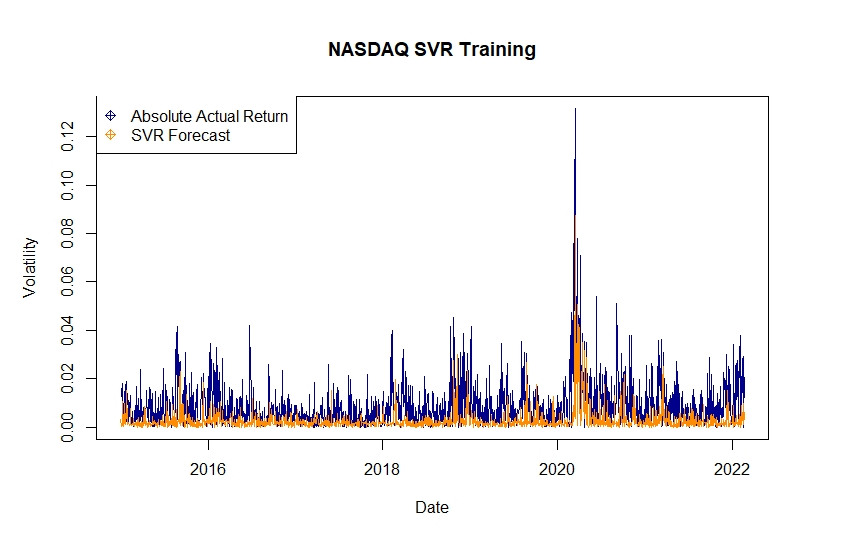 NASDAQ SVR Training
Absolute Actual Return
SVR Forecast
Volatility
0.12
0.10
0.08
0.06
0.04
0.02
0.00
2016 2018 2020 2022
Date